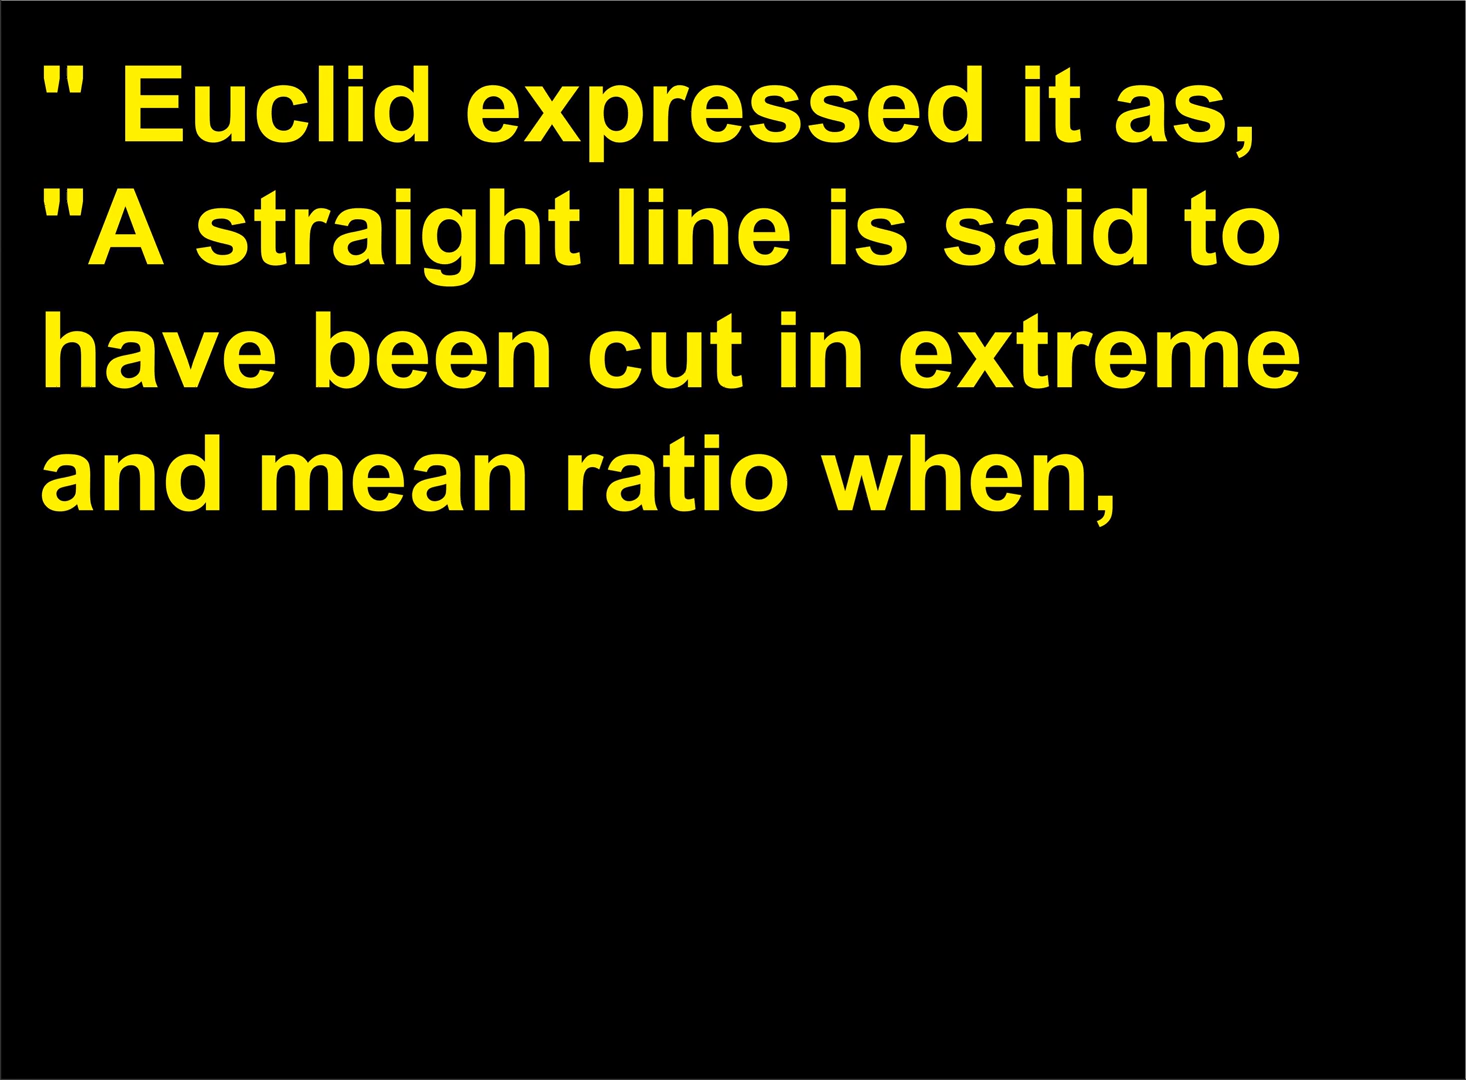 " Euclid expressed it as,
"A straight line is said to
have been cut in extreme
and mean ratio when,